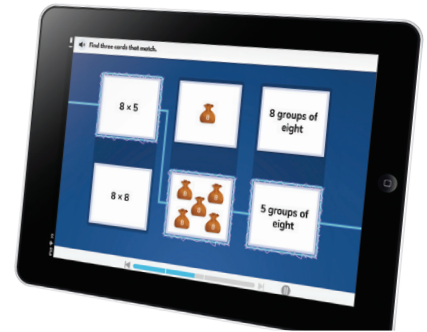 Find three cards that match.
8 × 5
8 groups of
eight
8 × 8
5 groups of
eight